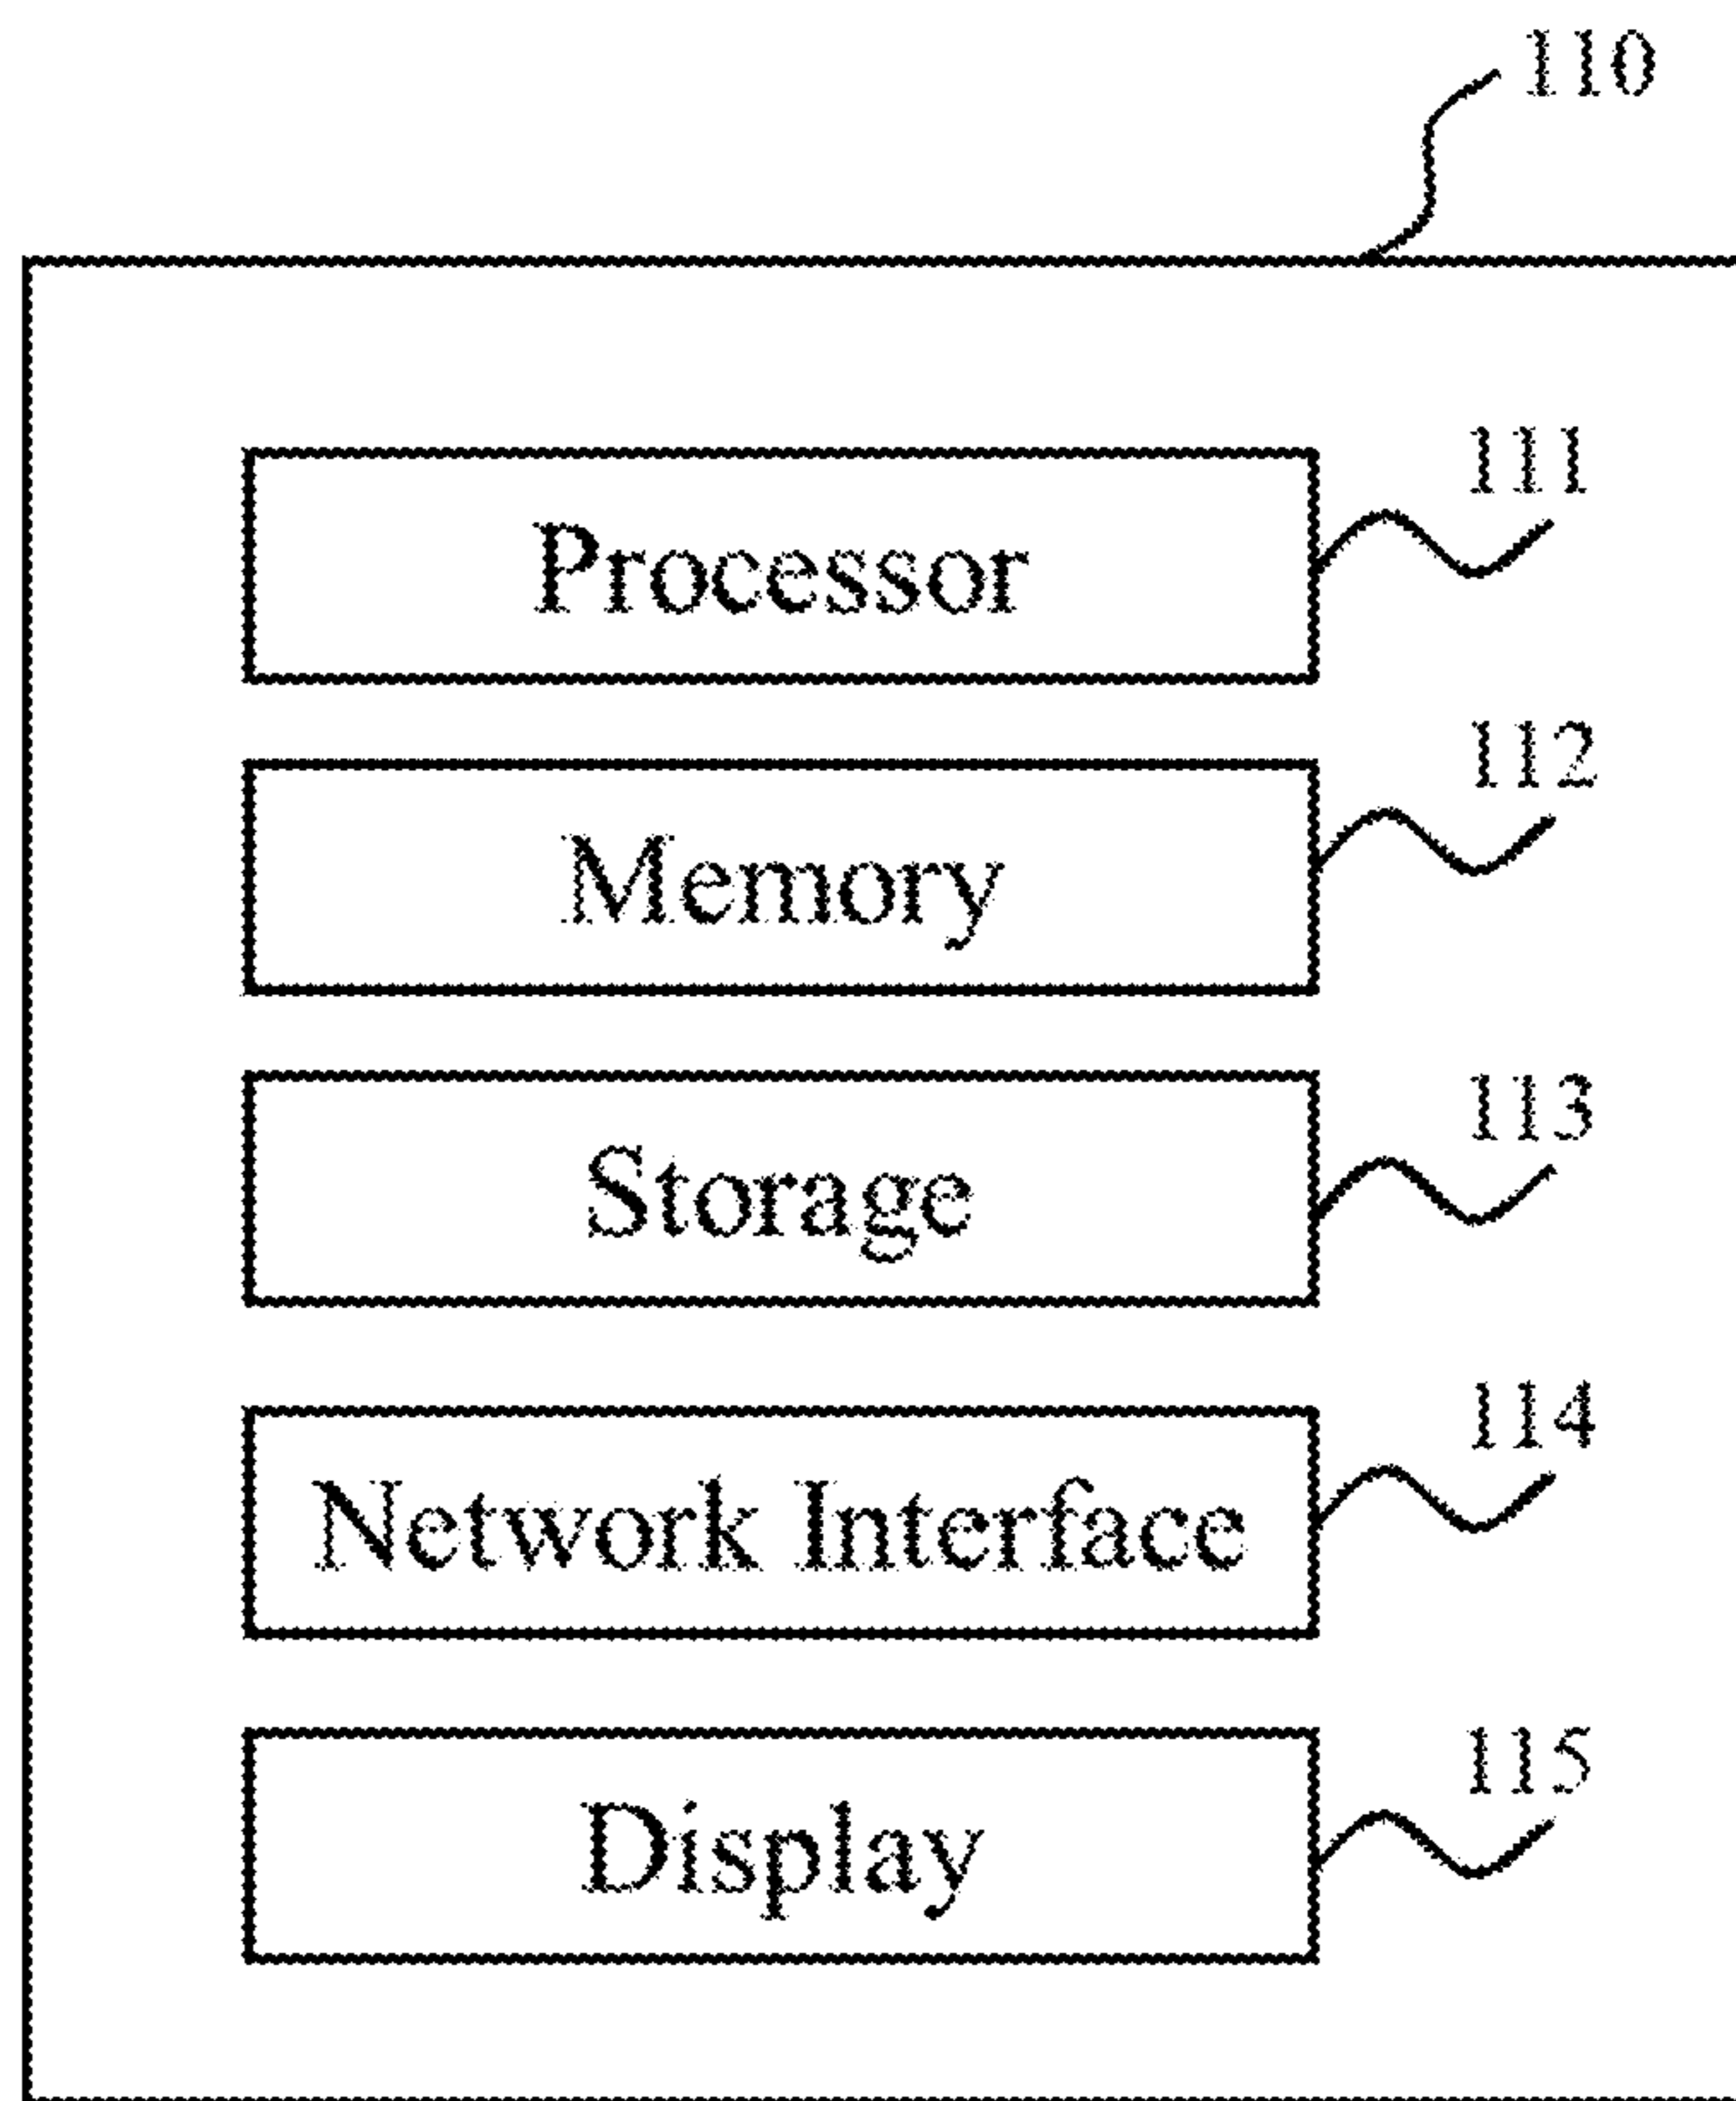 110
111
Processor
112
Memory
113
Storage
114
Network Interface
115
Display